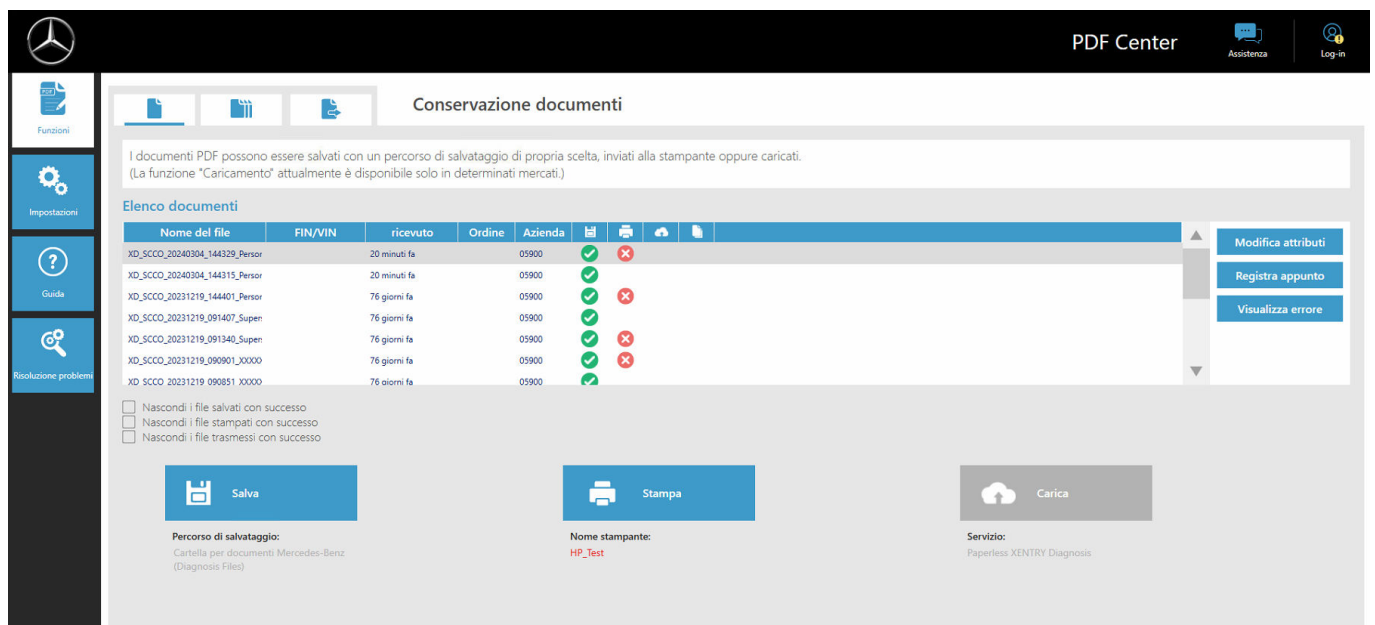 PDF Center
Assistenza
Log-in
Funzioni
Impostazioni
Guida
Risoluzione problemi
Conservazione documenti
I documenti PDF possono essere salvati con un percorso di salvataggio di propria scelta, inviati alla stampante oppure caricati.
(La funzione "Caricamento" attualmente è disponibile solo in determinati mercati.)
Elenco documenti
Nome del file FIN/VIN ricevuto Ordine Azienda
XD_SCCO_20240304_144329_Persor 20 minuti fa 05900
XD_SCCO_20240304_144315_Persor 20 minuti fa 05900
XD_SCCO_20231219_144401_Persor 76 giorni fa 05900
XD_SCCO_20231219_091407_Super 76 giorni fa 05900
XD_SCCO_20231219_091340_Super 76 giorni fa 05900
XD_SCCO_20231219_090901_XXXX 76 giorni fa 05900
XD_SCCO_20231219_090851_XXXX 76 giorni fa 05900
Modifica attributi
Registra appunto
Visualizza errore
Nascondi i file salvati con successo
Nascondi i file stampati con successo
Nascondi i file trasmessi con successo
Salva
Percorso di salvataggio:
Cartella per documenti Mercedes-Benz
(Diagnosis Files)
Stampa
Nome stampante:
HP_Test
Carica
Servizio:
Paperless XENTRY Diagnosis